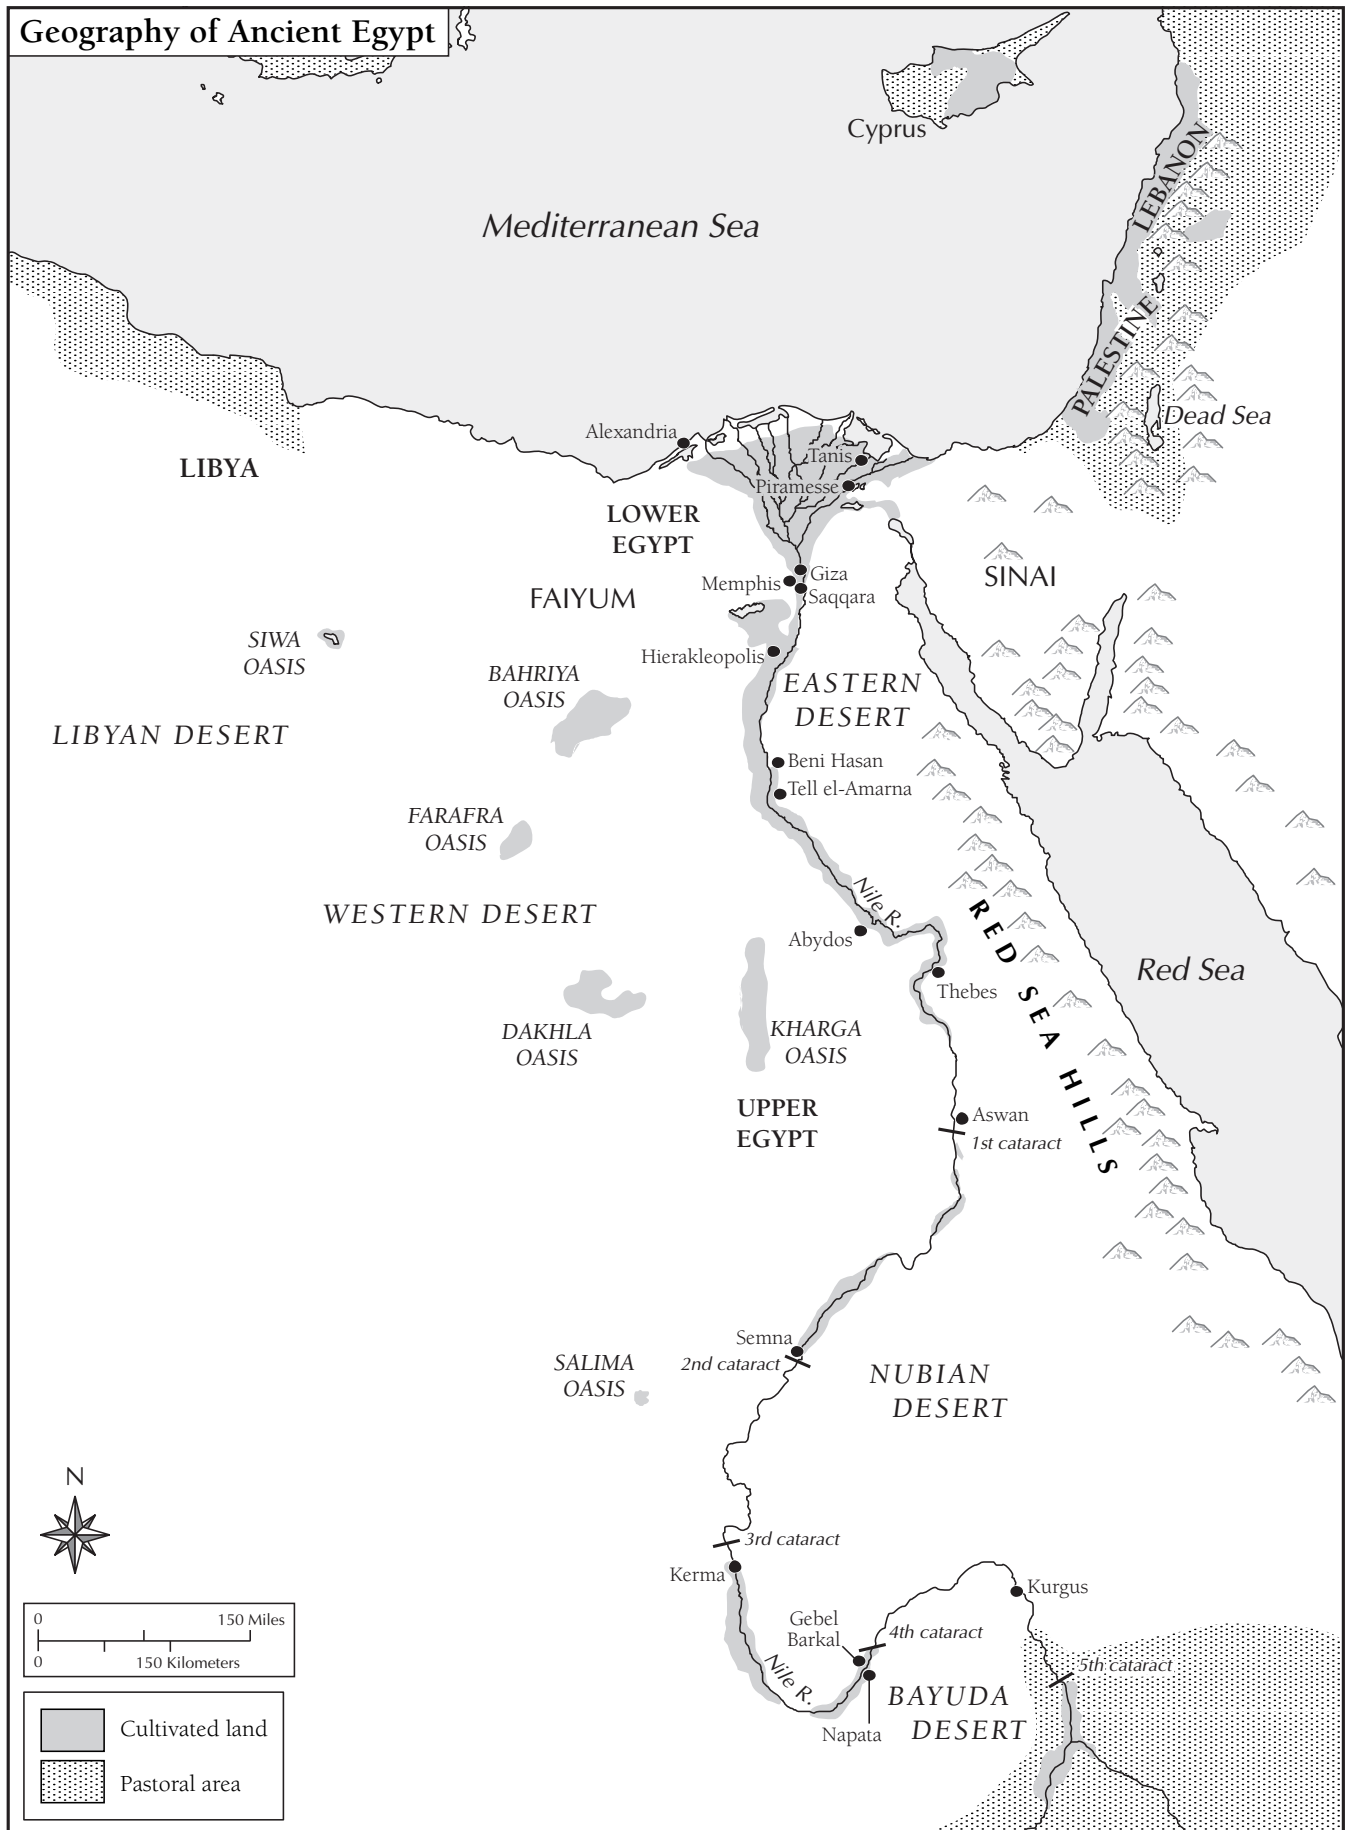 Geography of Ancient Egypt
Cyprus
LEBANON
Mediterranean Sea
PALESTINE
Dead Sea
Alexandria
Tanis
LIBYA
Piramesse
LOWER
EGYPT
SINAI
Giza
Memphis
Saqqara
FAIYUM
SIWA
OASIS
Hierakleopolis
BAHRIYA
OASIS
EASTERN
DESERT
LIBYAN DESERT
Beni Hasan
Tell el-Amarna
FARAFRA
OASIS
Nile R.
WESTERN DESERT
RED SEA HILLS
Abydos
Red Sea
Thebes
DAKHLA
OASIS
KHARGA
OASIS
UPPER
EGYPT
Aswan
1st cataract
Semna
2nd cataract
SALIMA
OASIS
NUBIAN
DESERT
N
3rd cataract
Kerma
Kurgus
Gebel
Barkal
4th cataract
5th cataract
Nile R.
BAYUDA
DESERT
Napata
0 150 Miles
0 150 Kilometers
Cultivated land
Pastoral area